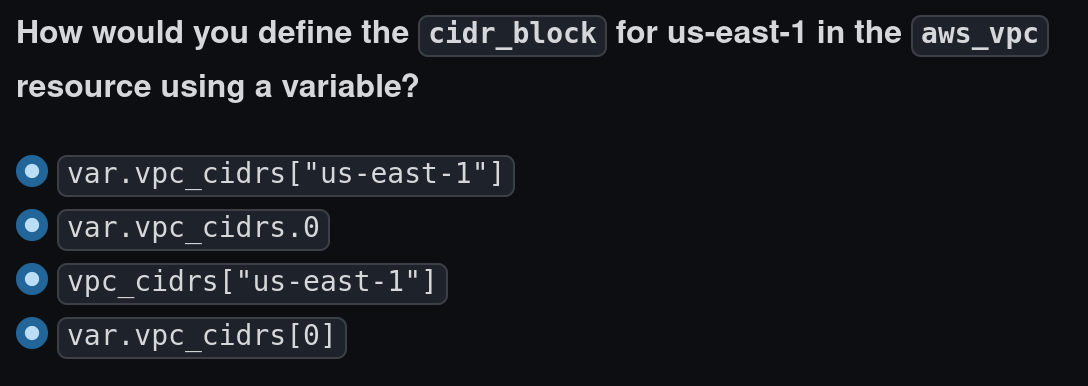 How would you define the cidr_block for us-east-1 in the aws_vpc
resource using a variable?
var.vpc_cidrs["us-east-1"]
var.vpc_cidrs.0
vpc_cidrs["us-east-1"]
var.vpc_cidrs[0]